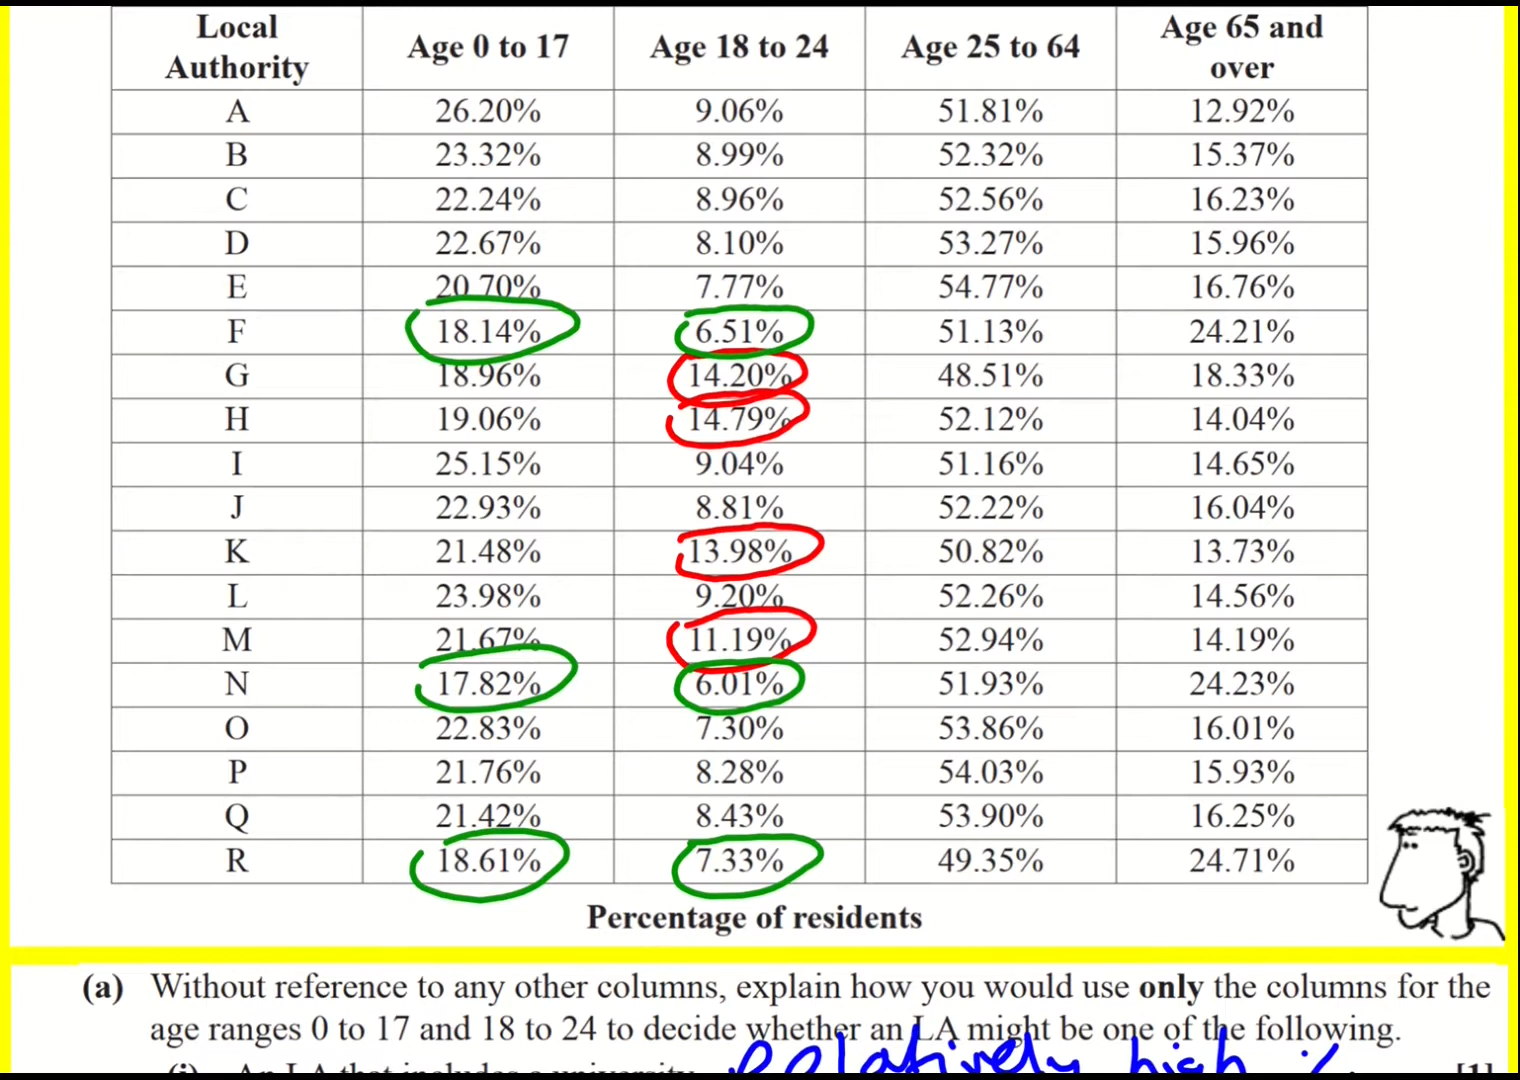 Local Authority Age 0 to 17 Age 18 to 24 Age 25 to 64 Age 65 and over
A 26.20% 9.06% 51.81% 12.92%
B 23.32% 8.99% 52.32% 15.37%
C 22.24% 8.96% 52.56% 16.23%
D 22.67% 8.10% 53.27% 15.96%
E 20.70% 7.77% 54.77% 16.76%
F 18.14% 6.51% 51.13% 24.21%
G 18.96% 14.20% 48.51% 18.33%
H 19.06% 14.79% 52.12% 14.04%
I 25.15% 9.04% 51.16% 14.65%
J 22.93% 8.81% 52.22% 16.04%
K 21.48% 13.98% 50.82% 13.73%
L 23.98% 9.20% 52.26% 14.56%
M 21.67% 11.19% 52.94% 14.19%
N 17.82% 6.01% 51.93% 24.23%
O 22.83% 7.30% 53.86% 16.01%
P 21.76% 8.28% 54.03% 15.93%
Q 21.42% 8.43% 53.90% 16.25%
R 18.61% 7.33% 49.35% 24.71%
Percentage of residents
(a) Without reference to any other columns, explain how you would use only the columns for the
age ranges 0 to 17 and 18 to 24 to decide whether an LA might be one of the following.
(i) An LA that includes a university relatively high % [1]